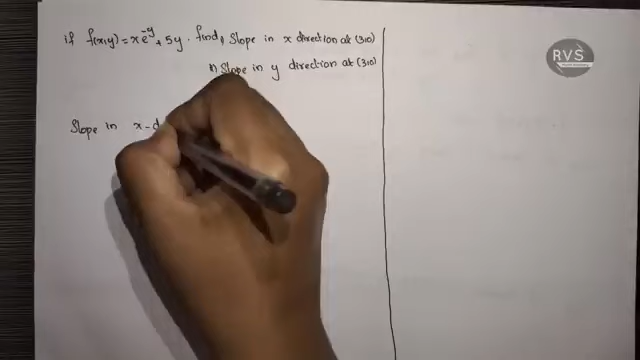 if f(x,y) = xe^-y + 5y. find i) Slope in x direction at (3,0)
ii) Slope in y direction at (3,0)
Slope in x-d
RVS